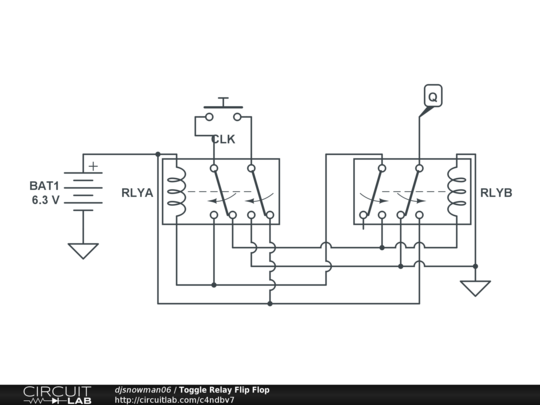 Q
CLK
+
BAT1
6.3 V
RLYA
RLYB
CIRCUIT
LAB
djsnowman06 / Toggle Relay Flip Flop
http://circuitlab.com/c4ndbv7